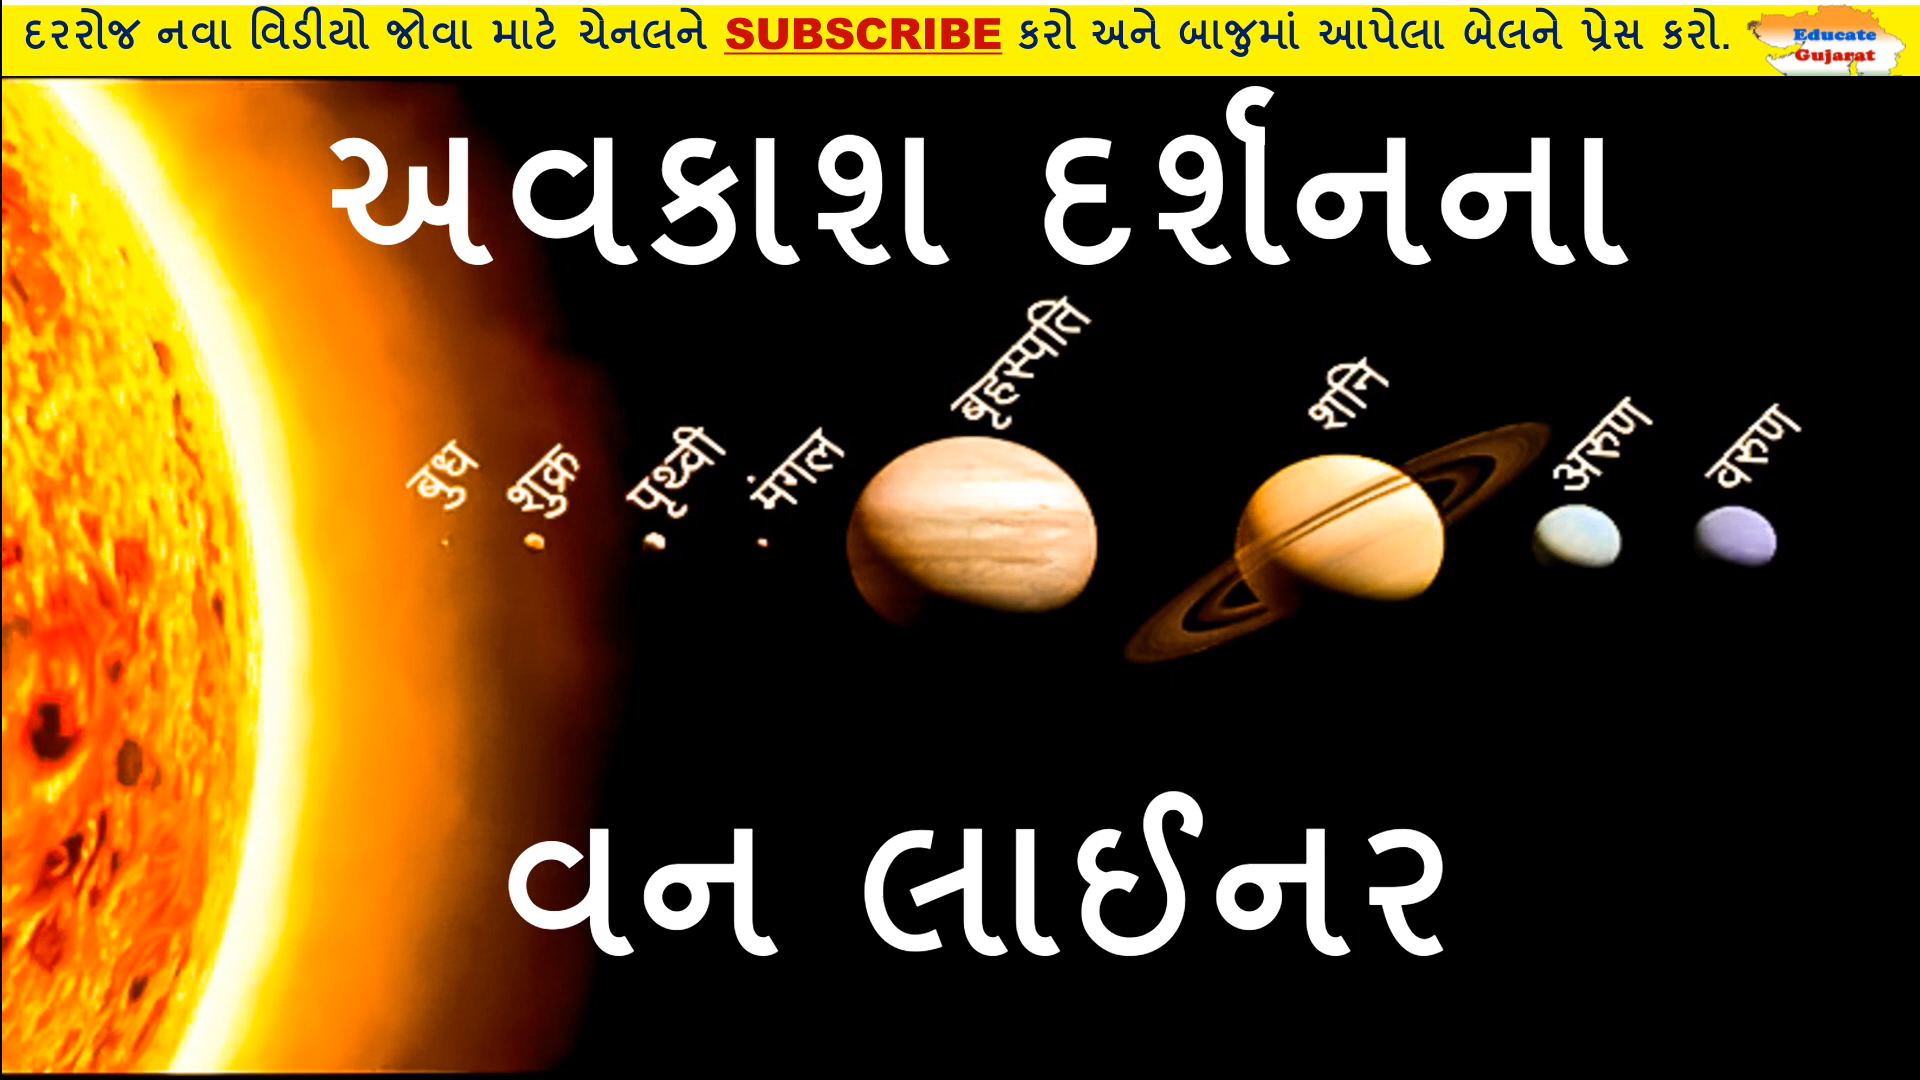 દરરોજ નવા વિડીયો જોવા માટે ચેનલને SUBSCRIBE કરો અને બાજુમાં આપેલા બેલને પ્રેસ કરો.
Educate
Gujarat
અવકાશ દર્શનના
बुध
शुक्र
पृथ्वी
मंगल
बृहस्पति
शनि
अरुण
वरुण
વન લાઈનર